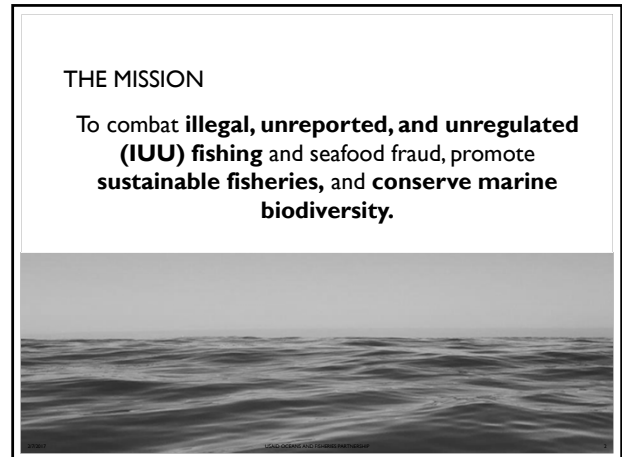 THE MISSION
To combat illegal, unreported, and unregulated
(IUU) fishing and seafood fraud, promote
sustainable fisheries, and conserve marine
biodiversity.
USAID OCEANS AND FISHERIES PARTNERSHIP